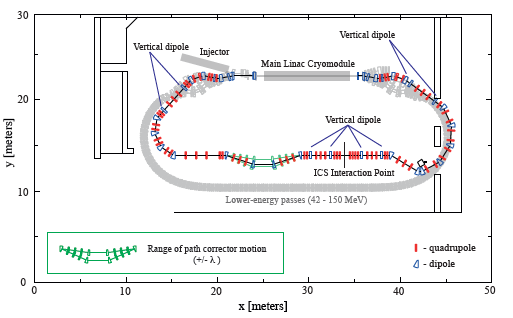 30
Vertical dipole
Injector
Vertical dipole
Main Linac Cryomodule
20
y [meters]
Vertical dipole
ICS Interaction Point
10
Lower-energy passes (42 - 150 MeV)
Range of path corrector motion
(+/- λ )
- quadrupole
- dipole
0
0 10 20 30 40 50
x [meters]